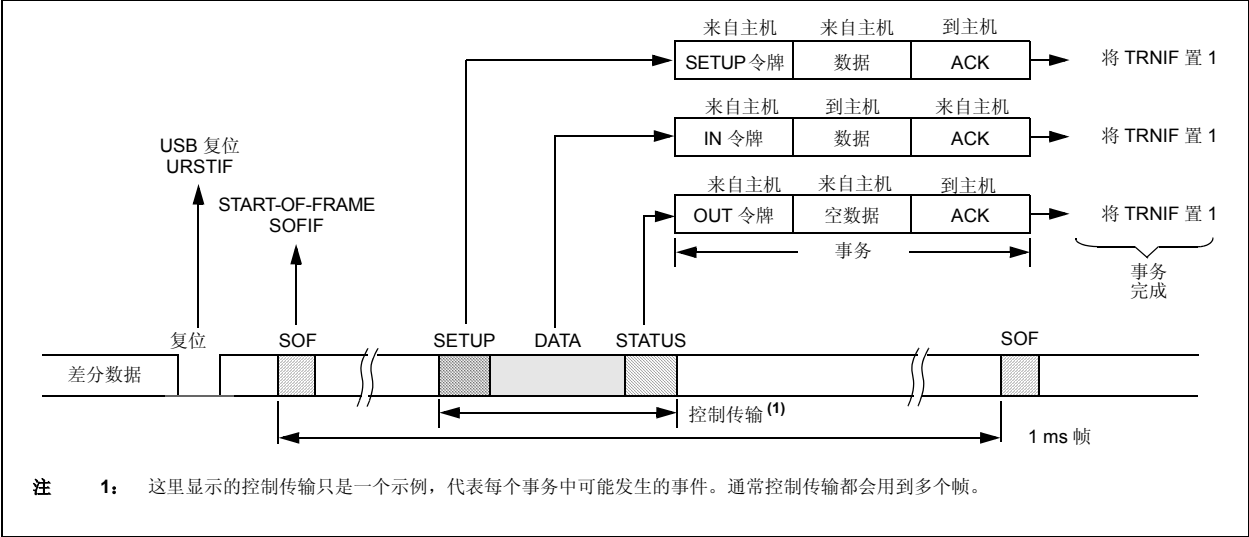 来自主机 来自主机 到主机
SETUP 令牌 数据 ACK 将 TRNIF 置 1
来自主机 到主机 来自主机
IN 令牌 数据 ACK 将 TRNIF 置 1
来自主机 来自主机 到主机
OUT 令牌 空数据 ACK 将 TRNIF 置 1
事务
事务
完成
USB 复位
URSTIF
START-OF-FRAME
SOFIF
复位 SOF SETUP DATA STATUS SOF
差分数据
控制传输 (1)
1 ms 帧
注 1： 这里显示的控制传输只是一个示例，代表每个事务中可能发生的事件。通常控制传输都会用到多个帧。